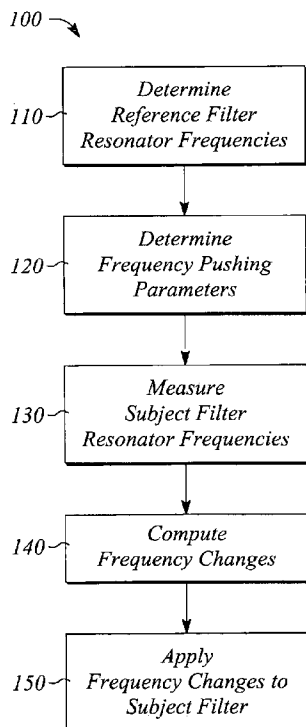 100
110
Determine
Reference Filter
Resonator Frequencies
120
Determine
Frequency Pushing
Parameters
130
Measure
Subject Filter
Resonator Frequencies
140
Compute
Frequency Changes
150
Apply
Frequency Changes to
Subject Filter